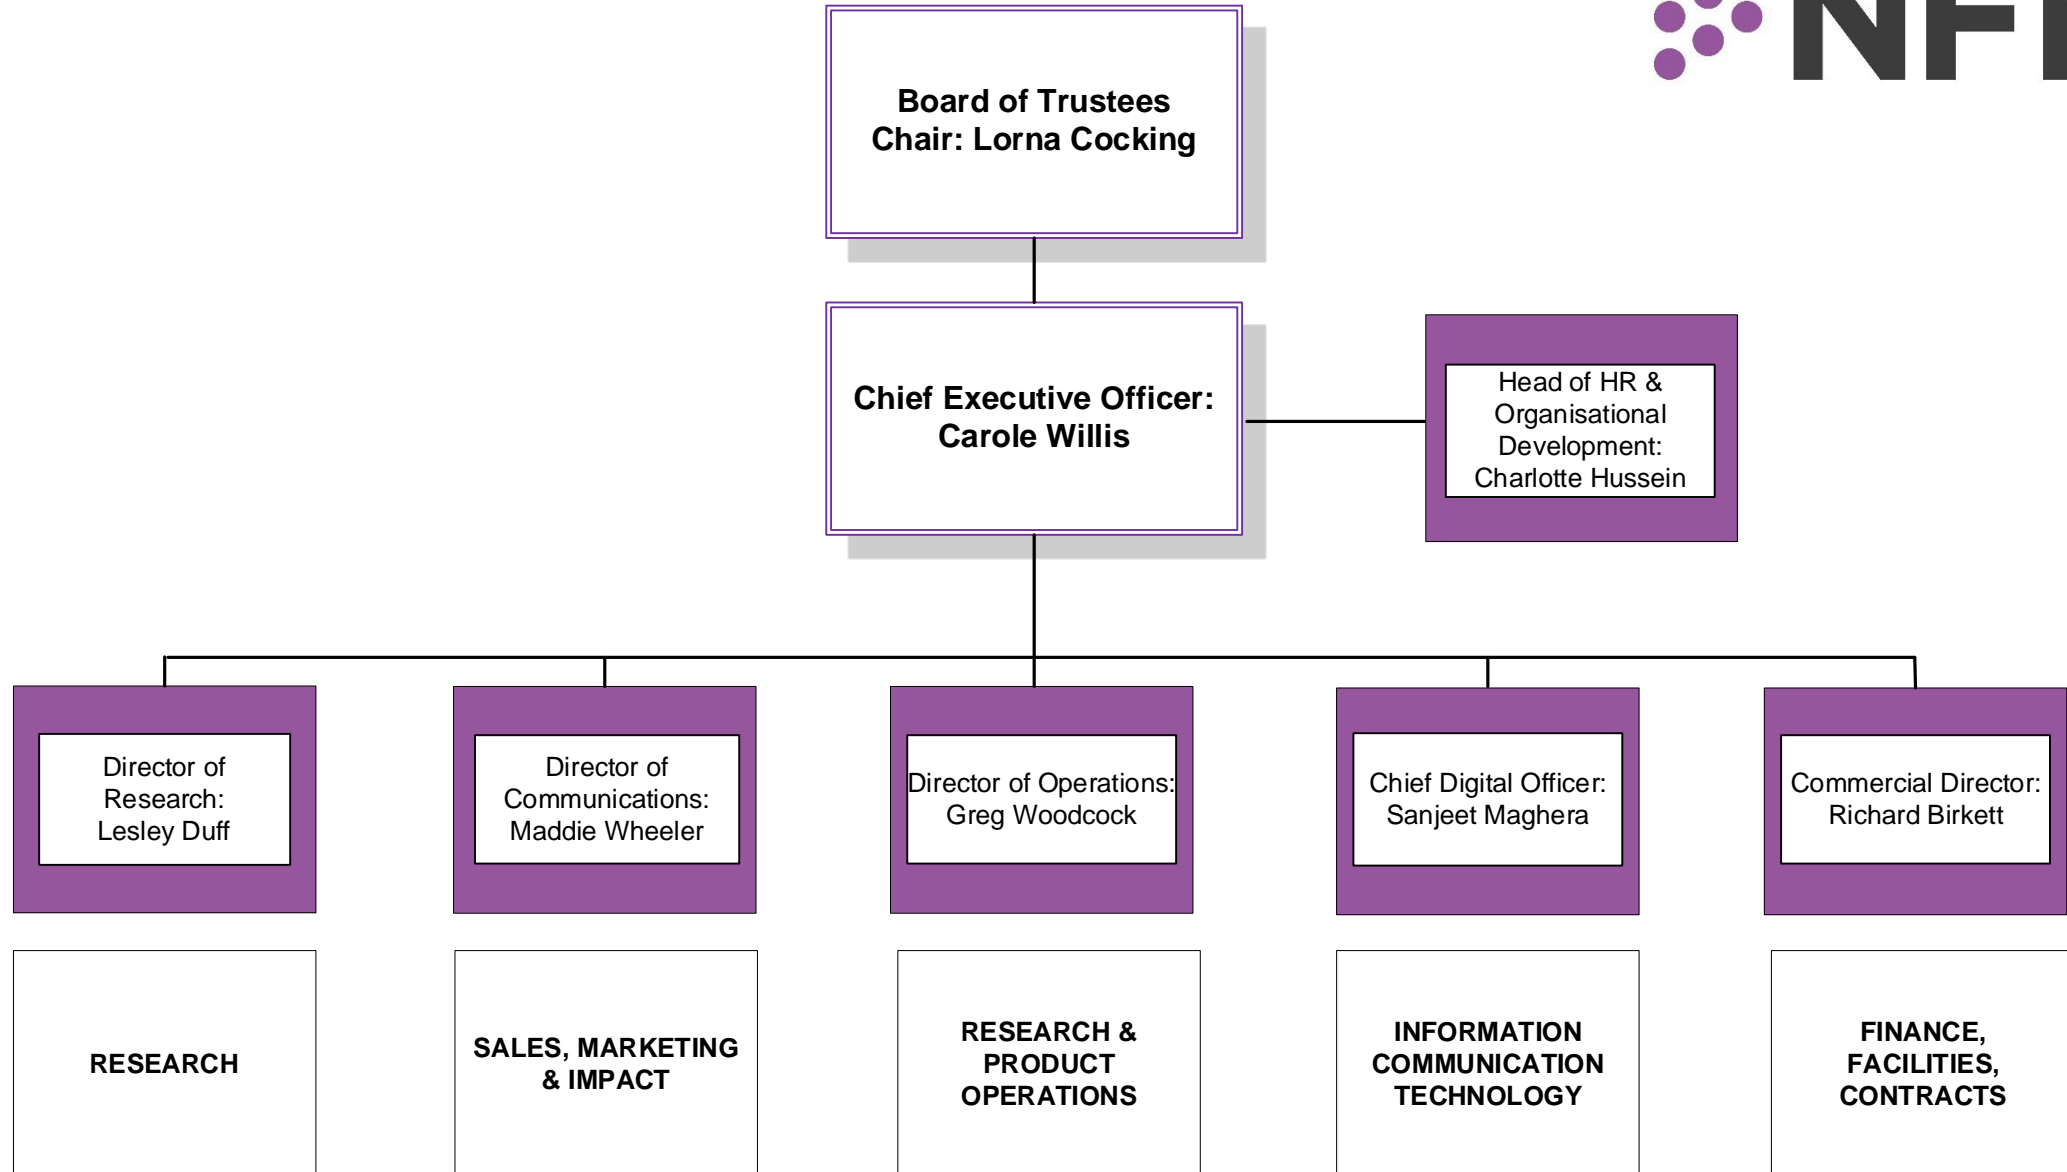 NF
Board of Trustees
Chair: Lorna Cocking
Chief Executive Officer:
Carole Willis
Head of HR &
Organisational
Development:
Charlotte Hussein
Director of
Research:
Lesley Duff
Director of
Communications:
Maddie Wheeler
Director of Operations:
Greg Woodcock
Chief Digital Officer:
Sanjeet Maghera
Commercial Director:
Richard Birkett
RESEARCH
SALES, MARKETING
& IMPACT
RESEARCH &
PRODUCT
OPERATIONS
INFORMATION
COMMUNICATION
TECHNOLOGY
FINANCE,
FACILITIES,
CONTRACTS